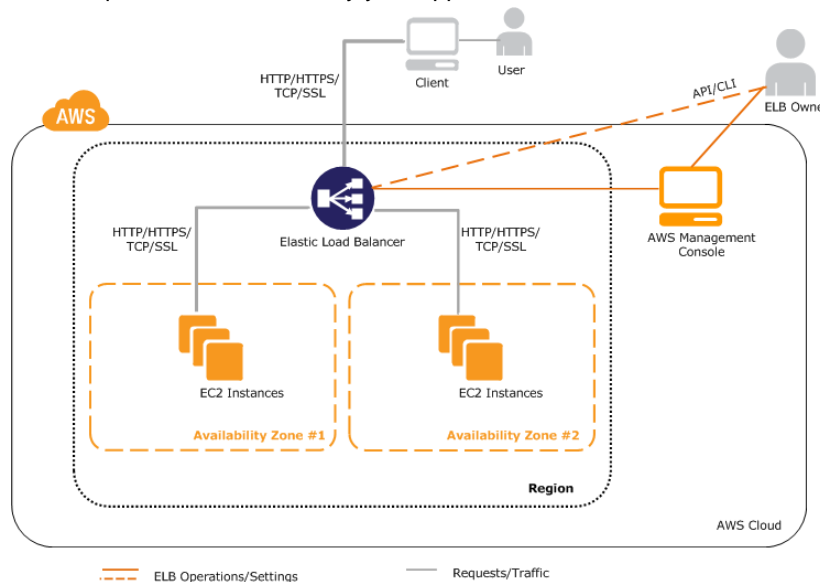 User
Client
HTTP/HTTPS/
TCP/SSL
API/CLI
ELB Owne
AWS
Elastic Load Balancer
HTTP/HTTPS/
TCP/SSL
HTTP/HTTPS/
TCP/SSL
AWS Management
Console
EC2 Instances
EC2 Instances
Availability Zone #1
Availability Zone #2
Region
AWS Cloud
ELB Operations/Settings
Requests/Traffic